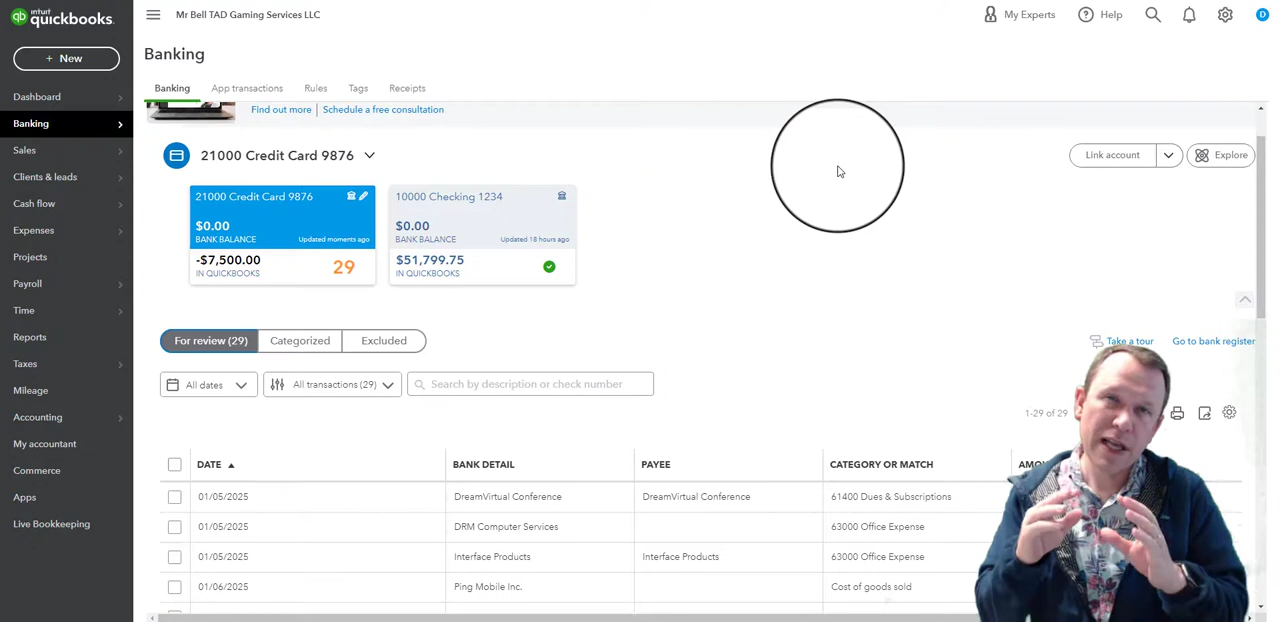 intuit
quickbooks.
Mr Bell TAD Gaming Services LLC
My Experts
Help
D
+ New
Banking
Dashboard
Banking
Sales
Clients & leads
Cash flow
Expenses
Projects
Payroll
Time
Reports
Taxes
Mileage
Accounting
My accountant
Commerce
Apps
Live Bookkeeping
Banking App transactions Rules Tags Receipts
Find out more | Schedule a free consultation
21000 Credit Card 9876
Link account
Explore
21000 Credit Card 9876
$0.00
BANK BALANCE Updated moments ago
-$7,500.00
IN QUICKBOOKS
29
10000 Checking 1234
$0.00
BANK BALANCE Updated 18 hours ago
$51,799.75
IN QUICKBOOKS
For review (29) Categorized Excluded
Take a tour Go to bank register
All dates All transactions (29) Search by description or check number
1-29 of 29
DATE BANK DETAIL PAYEE CATEGORY OR MATCH
01/05/2025 DreamVirtual Conference DreamVirtual Conference 61400 Dues & Subscriptions
01/05/2025 DRM Computer Services 63000 Office Expense
01/05/2025 Interface Products Interface Products 63000 Office Expense
01/06/2025 Ping Mobile Inc. Cost of goods sold